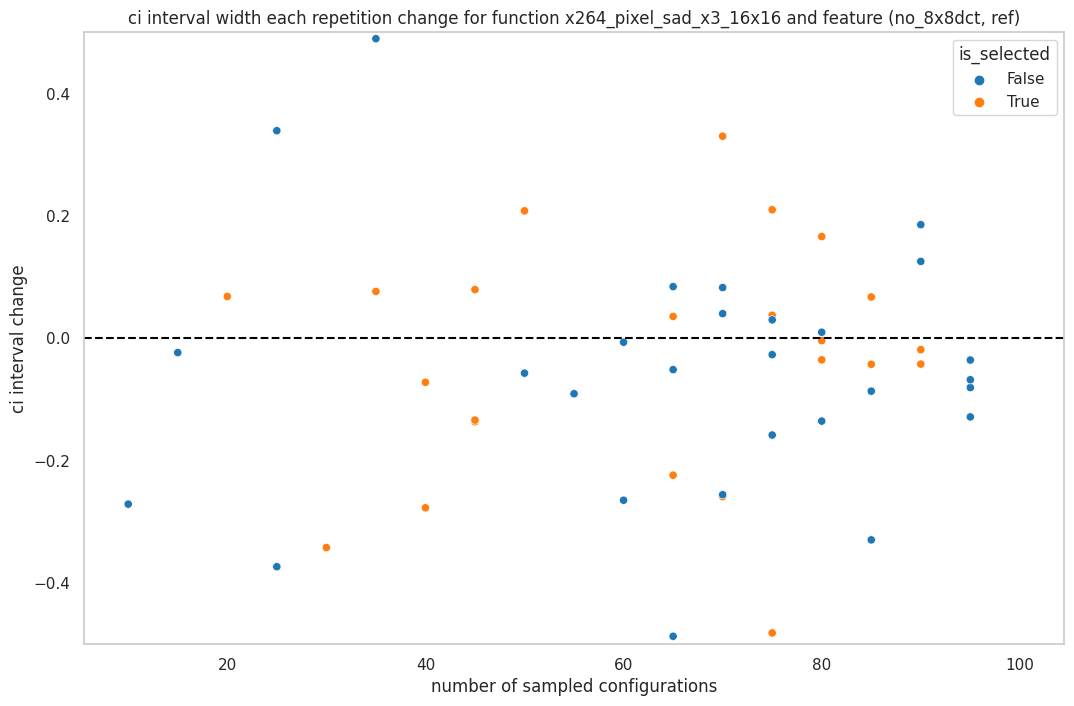 ci interval width each repetition change for function x264_pixel_sad_x3_16x16 and feature (no_8x8dct, ref)
is_selected
False
True
0.4
0.2
0.0
−0.2
−0.4
ci interval change
20 40 60 80 100
number of sampled configurations